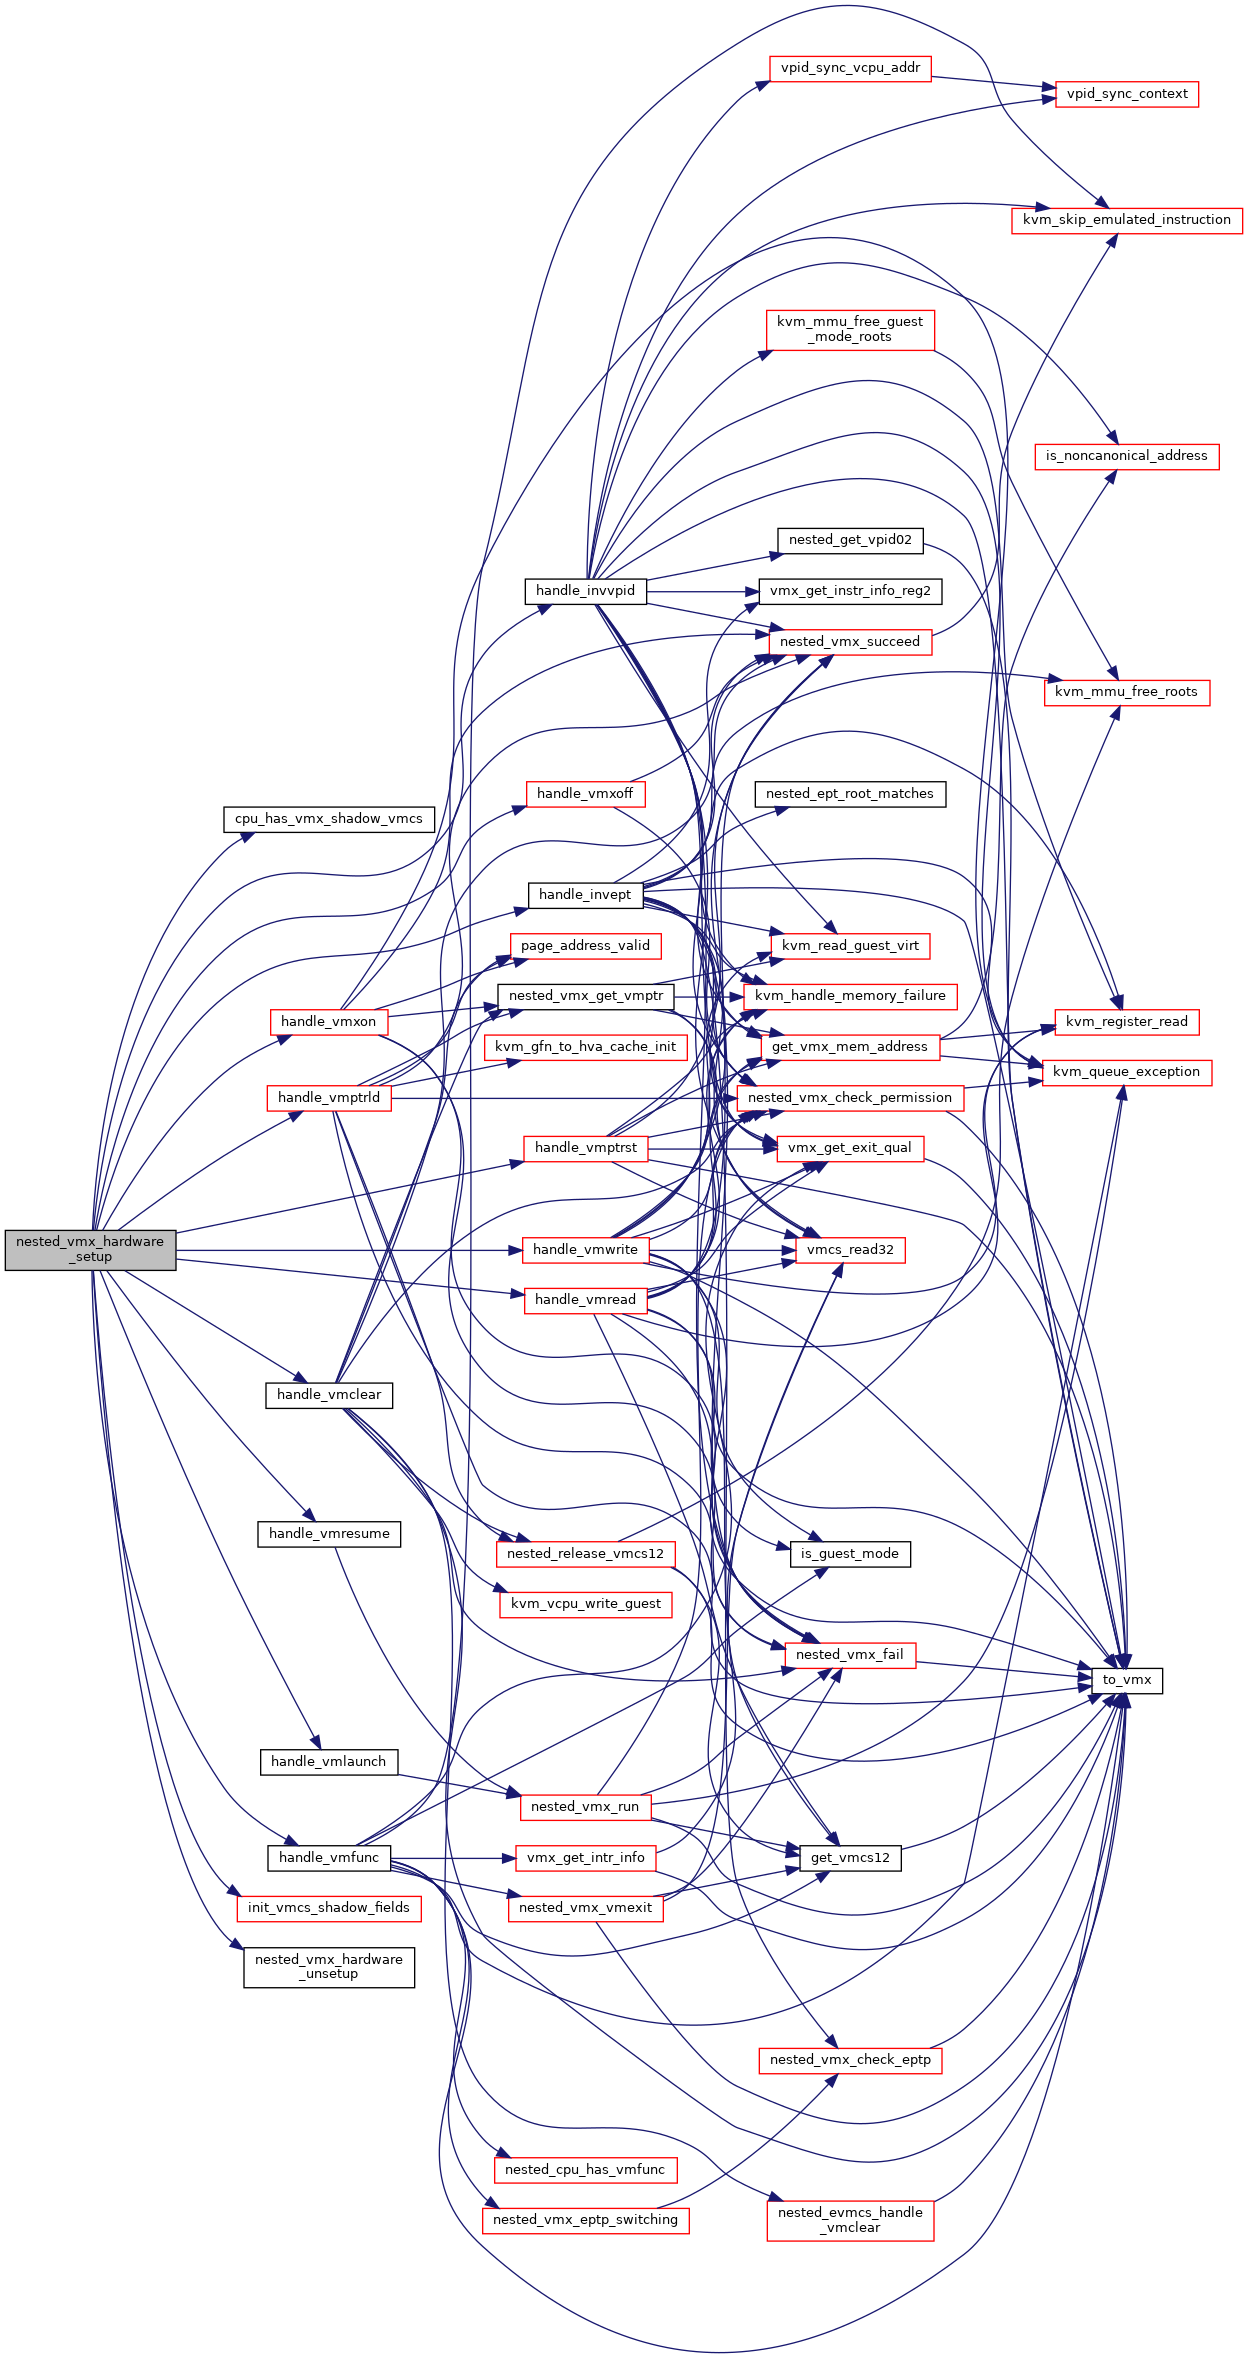 vpid_sync_vcpu_addr
vpid_sync_context
kvm_skip_emulated_instruction
kvm_mmu_free_guest
_mode_roots
is_noncanonical_address
nested_get_vpid02
handle_invvpid
vmx_get_instr_info_reg2
nested_vmx_succeed
kvm_mmu_free_roots
handle_vmxoff
nested_ept_root_matches
cpu_has_vmx_shadow_vmcs
handle_invept
page_address_valid
kvm_read_guest_virt
nested_vmx_get_vmptr
kvm_handle_memory_failure
handle_vmxon
kvm_register_read
kvm_gfn_to_hva_cache_init
get_vmx_mem_address
kvm_queue_exception
handle_vmptrld
nested_vmx_check_permission
handle_vmptrst
vmx_get_exit_qual
nested_vmx_hardware
_setup
handle_vmwrite
vmcs_read32
handle_vmread
handle_vmclear
handle_vmresume
nested_release_vmcs12
is_guest_mode
kvm_vcpu_write_guest
nested_vmx_fail
to_vmx
handle_vmlaunch
nested_vmx_run
handle_vmfunc
vmx_get_intr_info
get_vmcs12
init_vmcs_shadow_fields
nested_vmx_vmexit
nested_vmx_hardware
_unsetup
nested_vmx_check_eptp
nested_cpu_has_vmfunc
nested_vmx_eptp_switching
nested_evmcs_handle
_vmclear